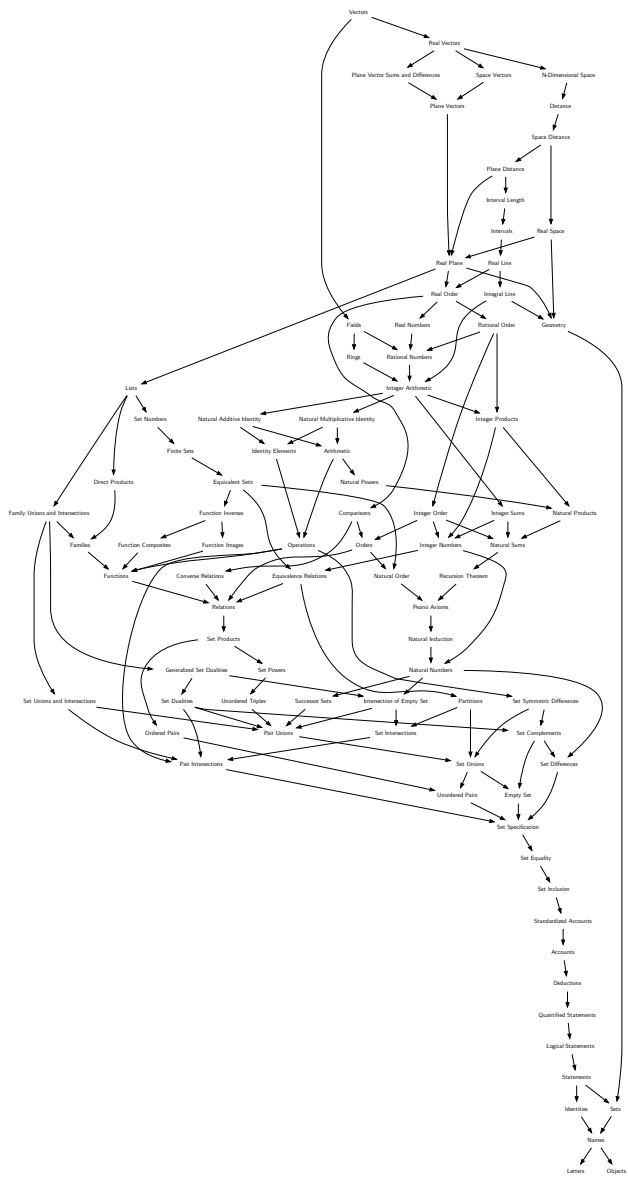 Vectors
Real Vectors
Plane Vector Sums and Differences
Space Vectors
N-Dimensional Space
Plane Vectors
Distance
Space Distance
Plane Distance
Interval Length
Intervals
Real Space
Real Plane
Real Line
Real Order
Integral Line
Fields
Real Numbers
Rational Order
Geometry
Rings
Rational Numbers
Lists
Integer Arithmetic
Set Numbers
Natural Additive Identity
Natural Multiplicative Identity
Integer Products
Finite Sets
Identity Elements
Arithmetic
Direct Products
Equivalent Sets
Natural Powers
Family Unions and Intersections
Function Inverses
Comparisons
Integer Order
Integer Sums
Natural Products
Families
Function Composites
Function Images
Operations
Orders
Integer Numbers
Natural Sums
Functions
Converse Relations
Equivalence Relations
Natural Order
Recursion Theorem
Relations
Peano Axioms
Set Products
Natural Induction
Generalized Set Dualities
Set Powers
Natural Numbers
Set Unions and Intersections
Set Dualities
Unordered Triples
Successor Sets
Intersection of Empty Set
Partitions
Set Symmetric Differences
Ordered Pairs
Pair Unions
Set Intersections
Set Complements
Pair Intersections
Set Unions
Set Differences
Unordered Pairs
Empty Set
Set Specification
Set Equality
Set Inclusion
Standardized Accounts
Accounts
Deductions
Quantified Statements
Logical Statements
Statements
Identities
Sets
Names
Letters
Objects